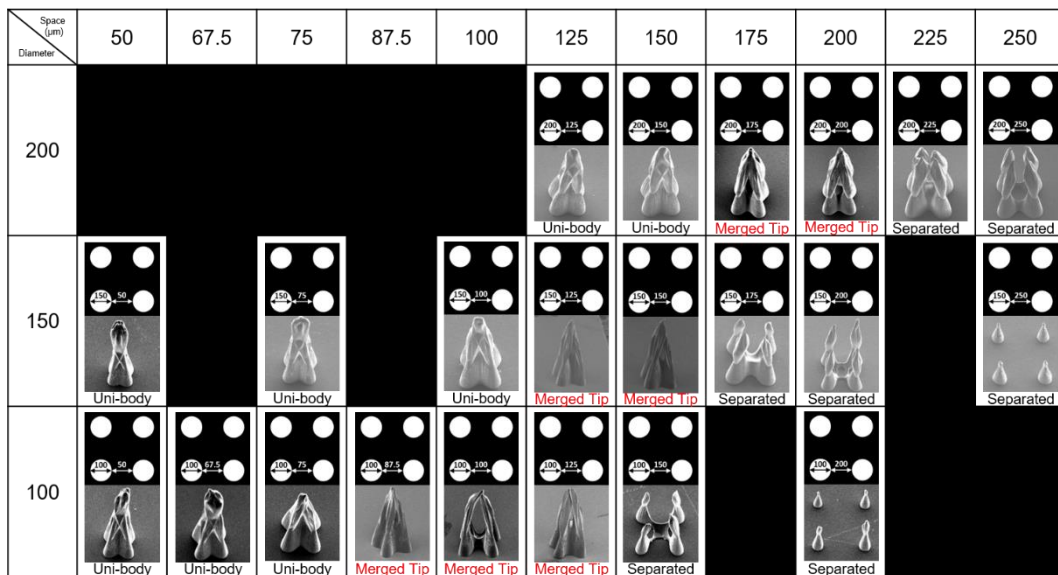 Space
(μm)
Diameter
50 67.5 75 87.5 100 125 150 175 200 225 250
200
200 125 200 150 200 175 200 200 200 225 200 250
Uni-body Uni-body Merged Tip Merged Tip Separated Separated
150
150 50 150 75 150 100 150 125 150 150 150 175 150 200 150 250
Uni-body Uni-body Uni-body Merged Tip Merged Tip Separated Separated Separated
100
100 50 100 67.5 100 75 100 87.5 100 100 100 125 100 150 100 200
Uni-body Uni-body Uni-body Merged Tip Merged Tip Merged Tip Separated Separated